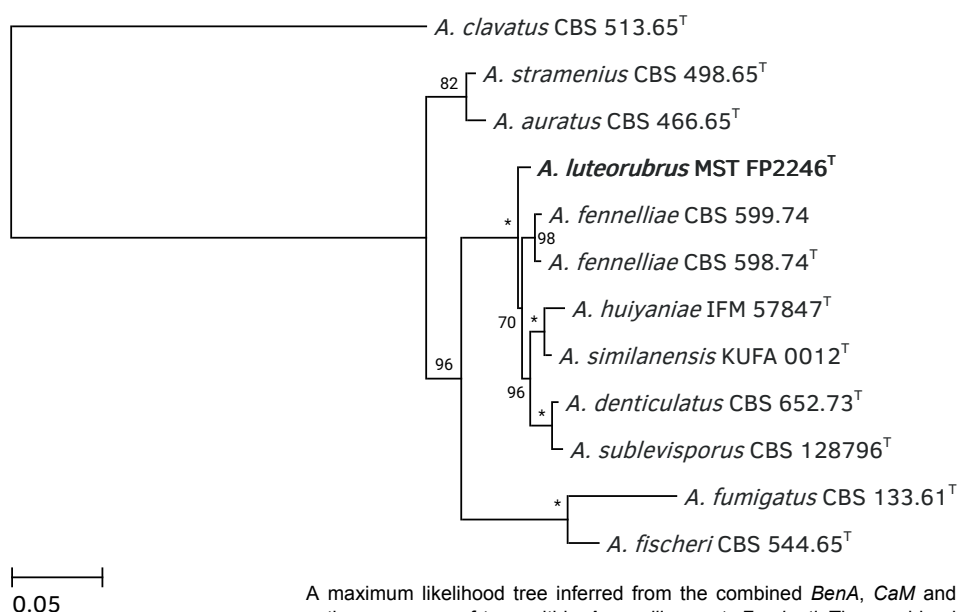 A. clavatus CBS 513.65ᵀ
82
A. stramenius CBS 498.65ᵀ
A. auratus CBS 466.65ᵀ
A. luteorubrus MST FP2246ᵀ
*
A. fennelliae CBS 599.74
98
A. fennelliae CBS 598.74ᵀ
A. huiyaniae IFM 57847ᵀ
*
70
A. similanensis KUFA 0012ᵀ
96
96
A. denticulatus CBS 652.73ᵀ
*
A. sublevisporus CBS 128796ᵀ
A. fumigatus CBS 133.61ᵀ
*
A. fischeri CBS 544.65ᵀ
0.05
A maximum likelihood tree inferred from the combined BenA, CaM and